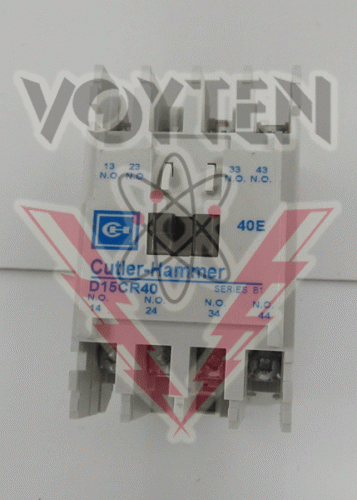 VOYTEN
13 23
N.O. N.O.
33 43
N.O. N.O.
40E
Cutler-Hammer
D15CR40
SERIES B1
N.O. N.O. N.O. N.O.
14 24 34 44